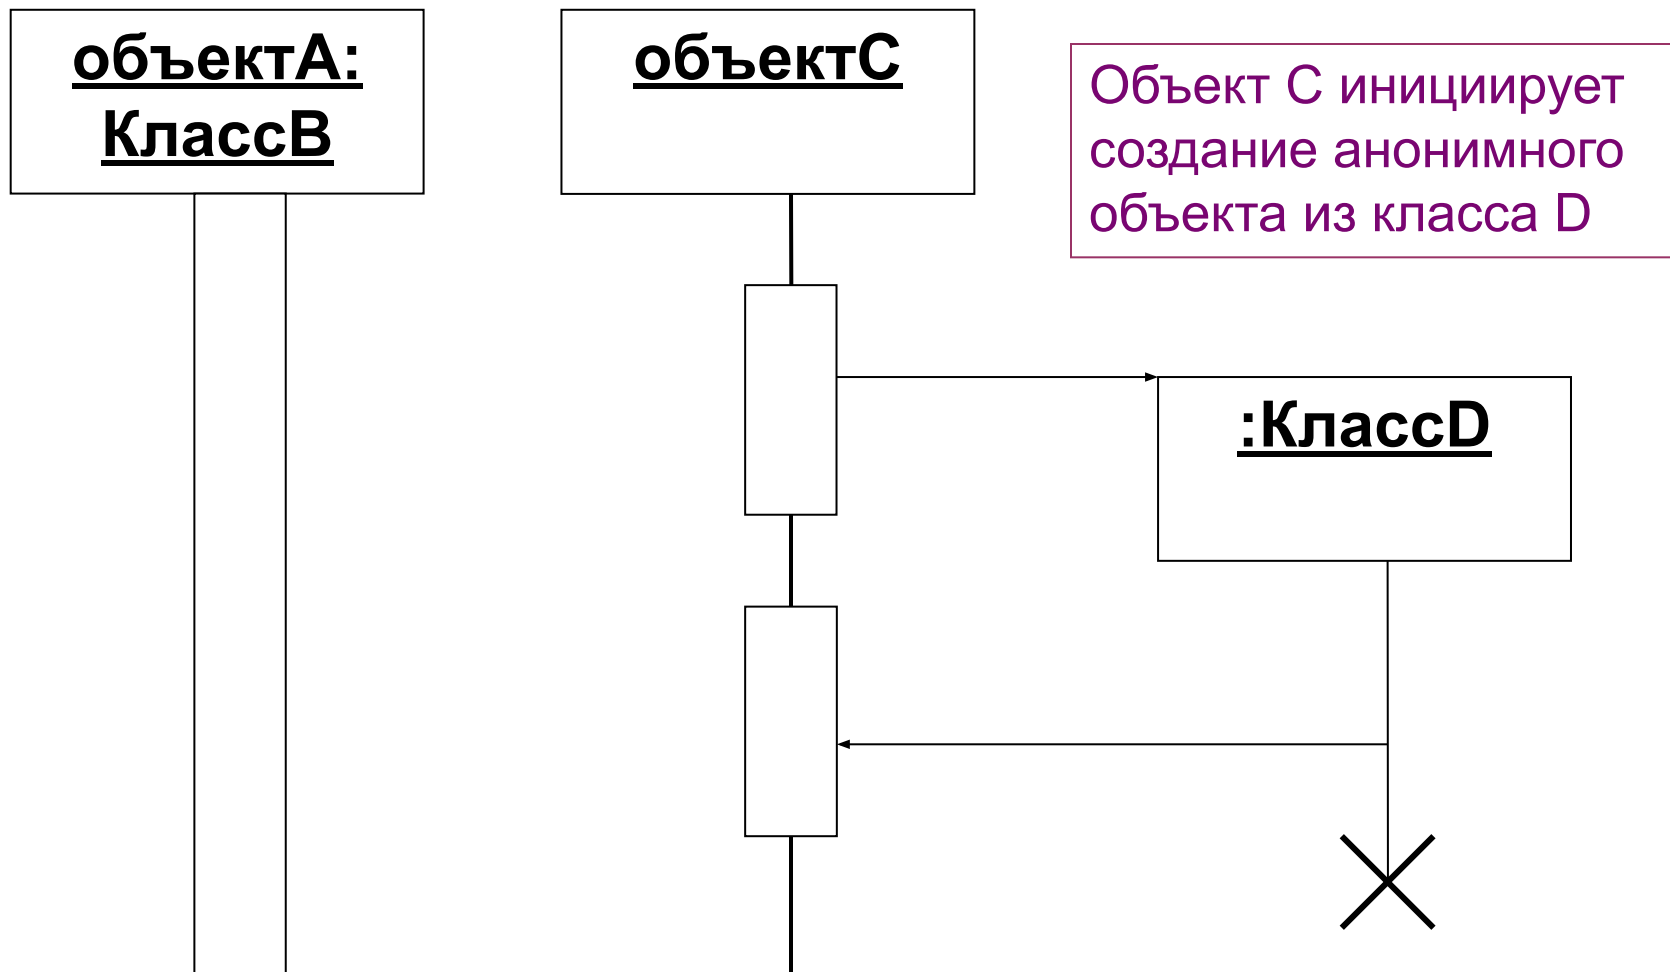 объектА:
КлассВ
объектС
Объект С инициирует
создание анонимного
объекта из класса D
:КлассD